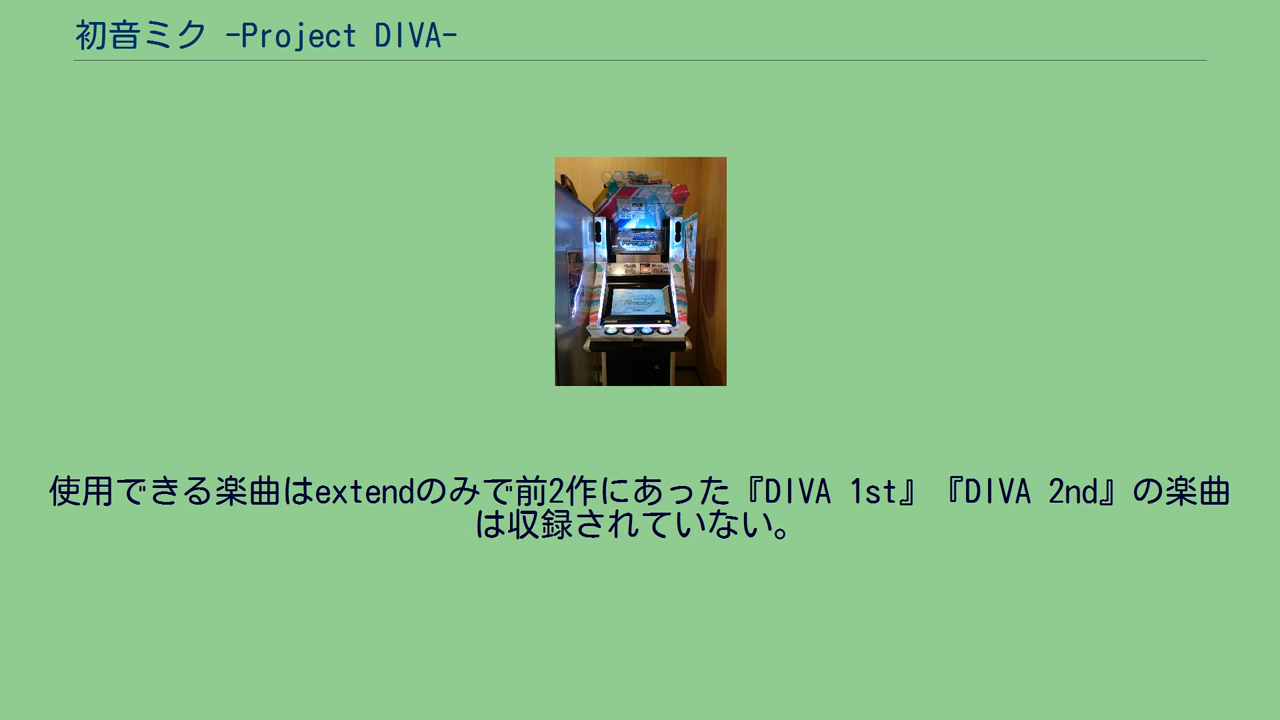 初音ミク -Project DIVA-
使用できる楽曲はextendのみで前2作にあった『DIVA 1st』『DIVA 2nd』の楽曲
は収録されていない。